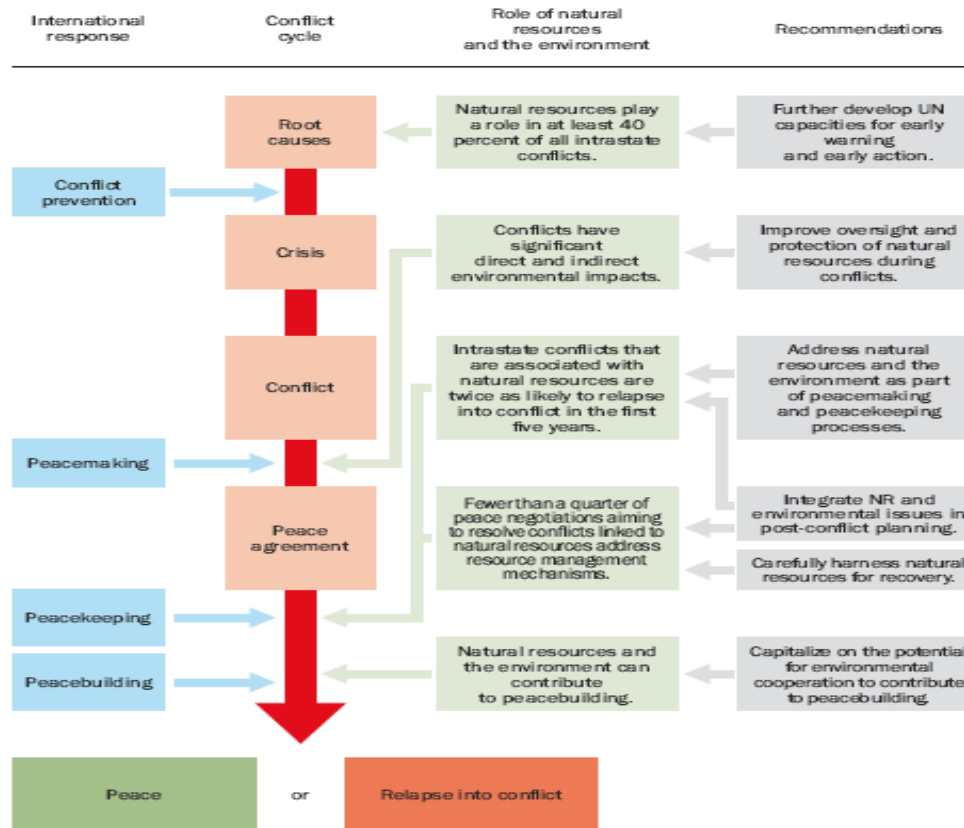 International
response
Conflict
cycle
Role of natural
resources
and the environment
Recommendations
Root
causes
Natural resources play
a role in at least 40
percent of all intrastate
conflicts.
Further develop UN
capacities for early
warning
and early action.
Conflict
prevention
Crisis
Conflicts have
significant
direct and indirect
environmental impacts.
Improve oversight and
protection of natural
resources during
conflicts.
Conflict
Intrastate conflicts that
are associated with
natural resources are
twice as likely to relapse
into conflict in the first
five years.
Address natural
resources and the
environment as part
of peacemaking
and peacekeeping
processes.
Peacemaking
Peace
agreement
Fewer than a quarter of
peace negotiations aiming
to resolve conflicts linked to
natural resources address
resource management
mechanisms.
Integrate NR and
environmental issues in
post-conflict planning.
Carefully harness natural
resources for recovery.
Peacekeeping
Peacebuilding
Natural resources and
the environment can
contribute
to peacebuilding.
Capitalize on the potential
for environmental
cooperation to contribute
to peacebuilding.
Peace
or
Relapse into conflict